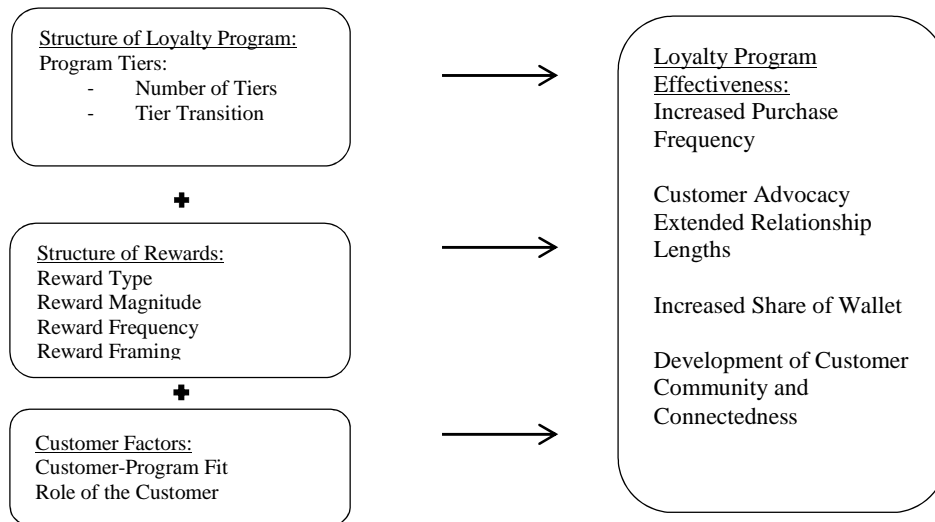 Structure of Loyalty Program:
Program Tiers:
- Number of Tiers
- Tier Transition
Structure of Rewards:
Reward Type
Reward Magnitude
Reward Frequency
Reward Framing
Customer Factors:
Customer-Program Fit
Role of the Customer
Loyalty Program
Effectiveness:
Increased Purchase
Frequency
Customer Advocacy
Extended Relationship
Lengths
Increased Share of Wallet
Development of Customer
Community and
Connectedness